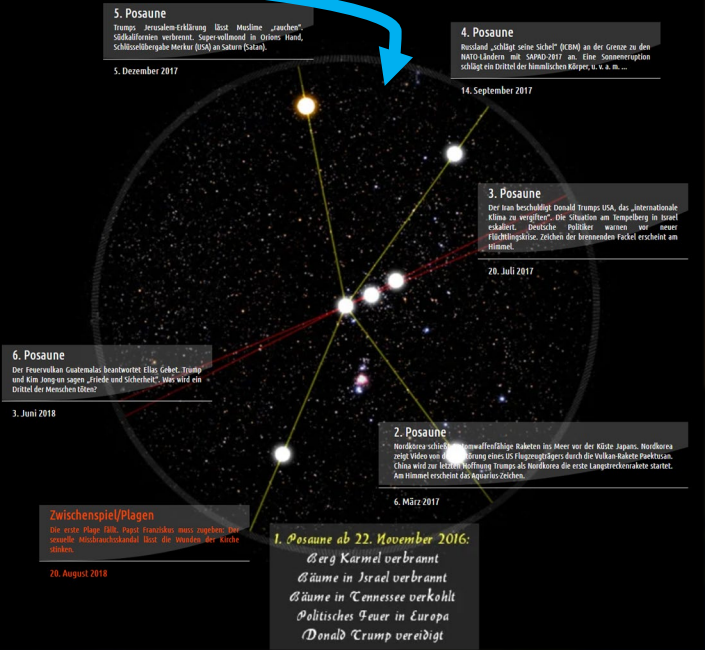 5. Posaune
Trumps Jerusalem-Erklärung lässt Muslime „rauchen“.
Südkalifornien verbrennt. Super-vollmond in Orions Hand,
Schlüsselübergabe Merkur (USA) an Saturn (Satan).
5. Dezember 2017
4. Posaune
Russland „schlägt seine Sichel“ (ICBM) an der Grenze zu den
NATO-Ländern mit SAPAD-2017 an. Eine Sonneneruption
schlägt ein Drittel der himmlischen Körper, u. v. a. m. ...
14. September 2017
3. Posaune
Der Iran beschuldigt Donald Trumps USA, das „internationale
Klima zu vergiften“. Die Situation am Tempelberg in Israel
eskaliert. Deutsche Politiker warnen vor neuer
Flüchtlingskrise. Zeichen der brennenden Fackel erscheint am
Himmel.
20. Juli 2017
6. Posaune
Der Feuervulkan Guatemalas beantwortet Elias Gebet. Trump
und Kim Jong-un sagen „Friede und Sicherheit“. Was wird ein
Drittel der Menschen töten?
3. Juni 2018
2. Posaune
Nordkorea schieß omwaffenfähige Raketen ins Meer vor der Küste Japans. Nordkorea
zeigt Video von d törung eines US Flugzeugträgers durch die Vulkan-Rakete Paektusan.
China wird zur letzten Hoffnung Trumps als Nordkorea die erste Langstreckenrakete startet.
Am Himmel erscheint das Aquarius-Zeichen.
6. März 2017
Zwischenspiel/Plagen
Die erste Plage fällt. Papst Franziskus muss zugeben: Der
sexuelle Missbrauchsskandal lässt die Wunden der Kirche
stinken.
20. August 2018
1. Posaune ab 22. November 2016:
Berg Karmel verbrannt
Bäume in Israel verbrannt
Bäume in Tennessee verkohlt
Politisches Feuer in Europa
Donald Trump vereidigt